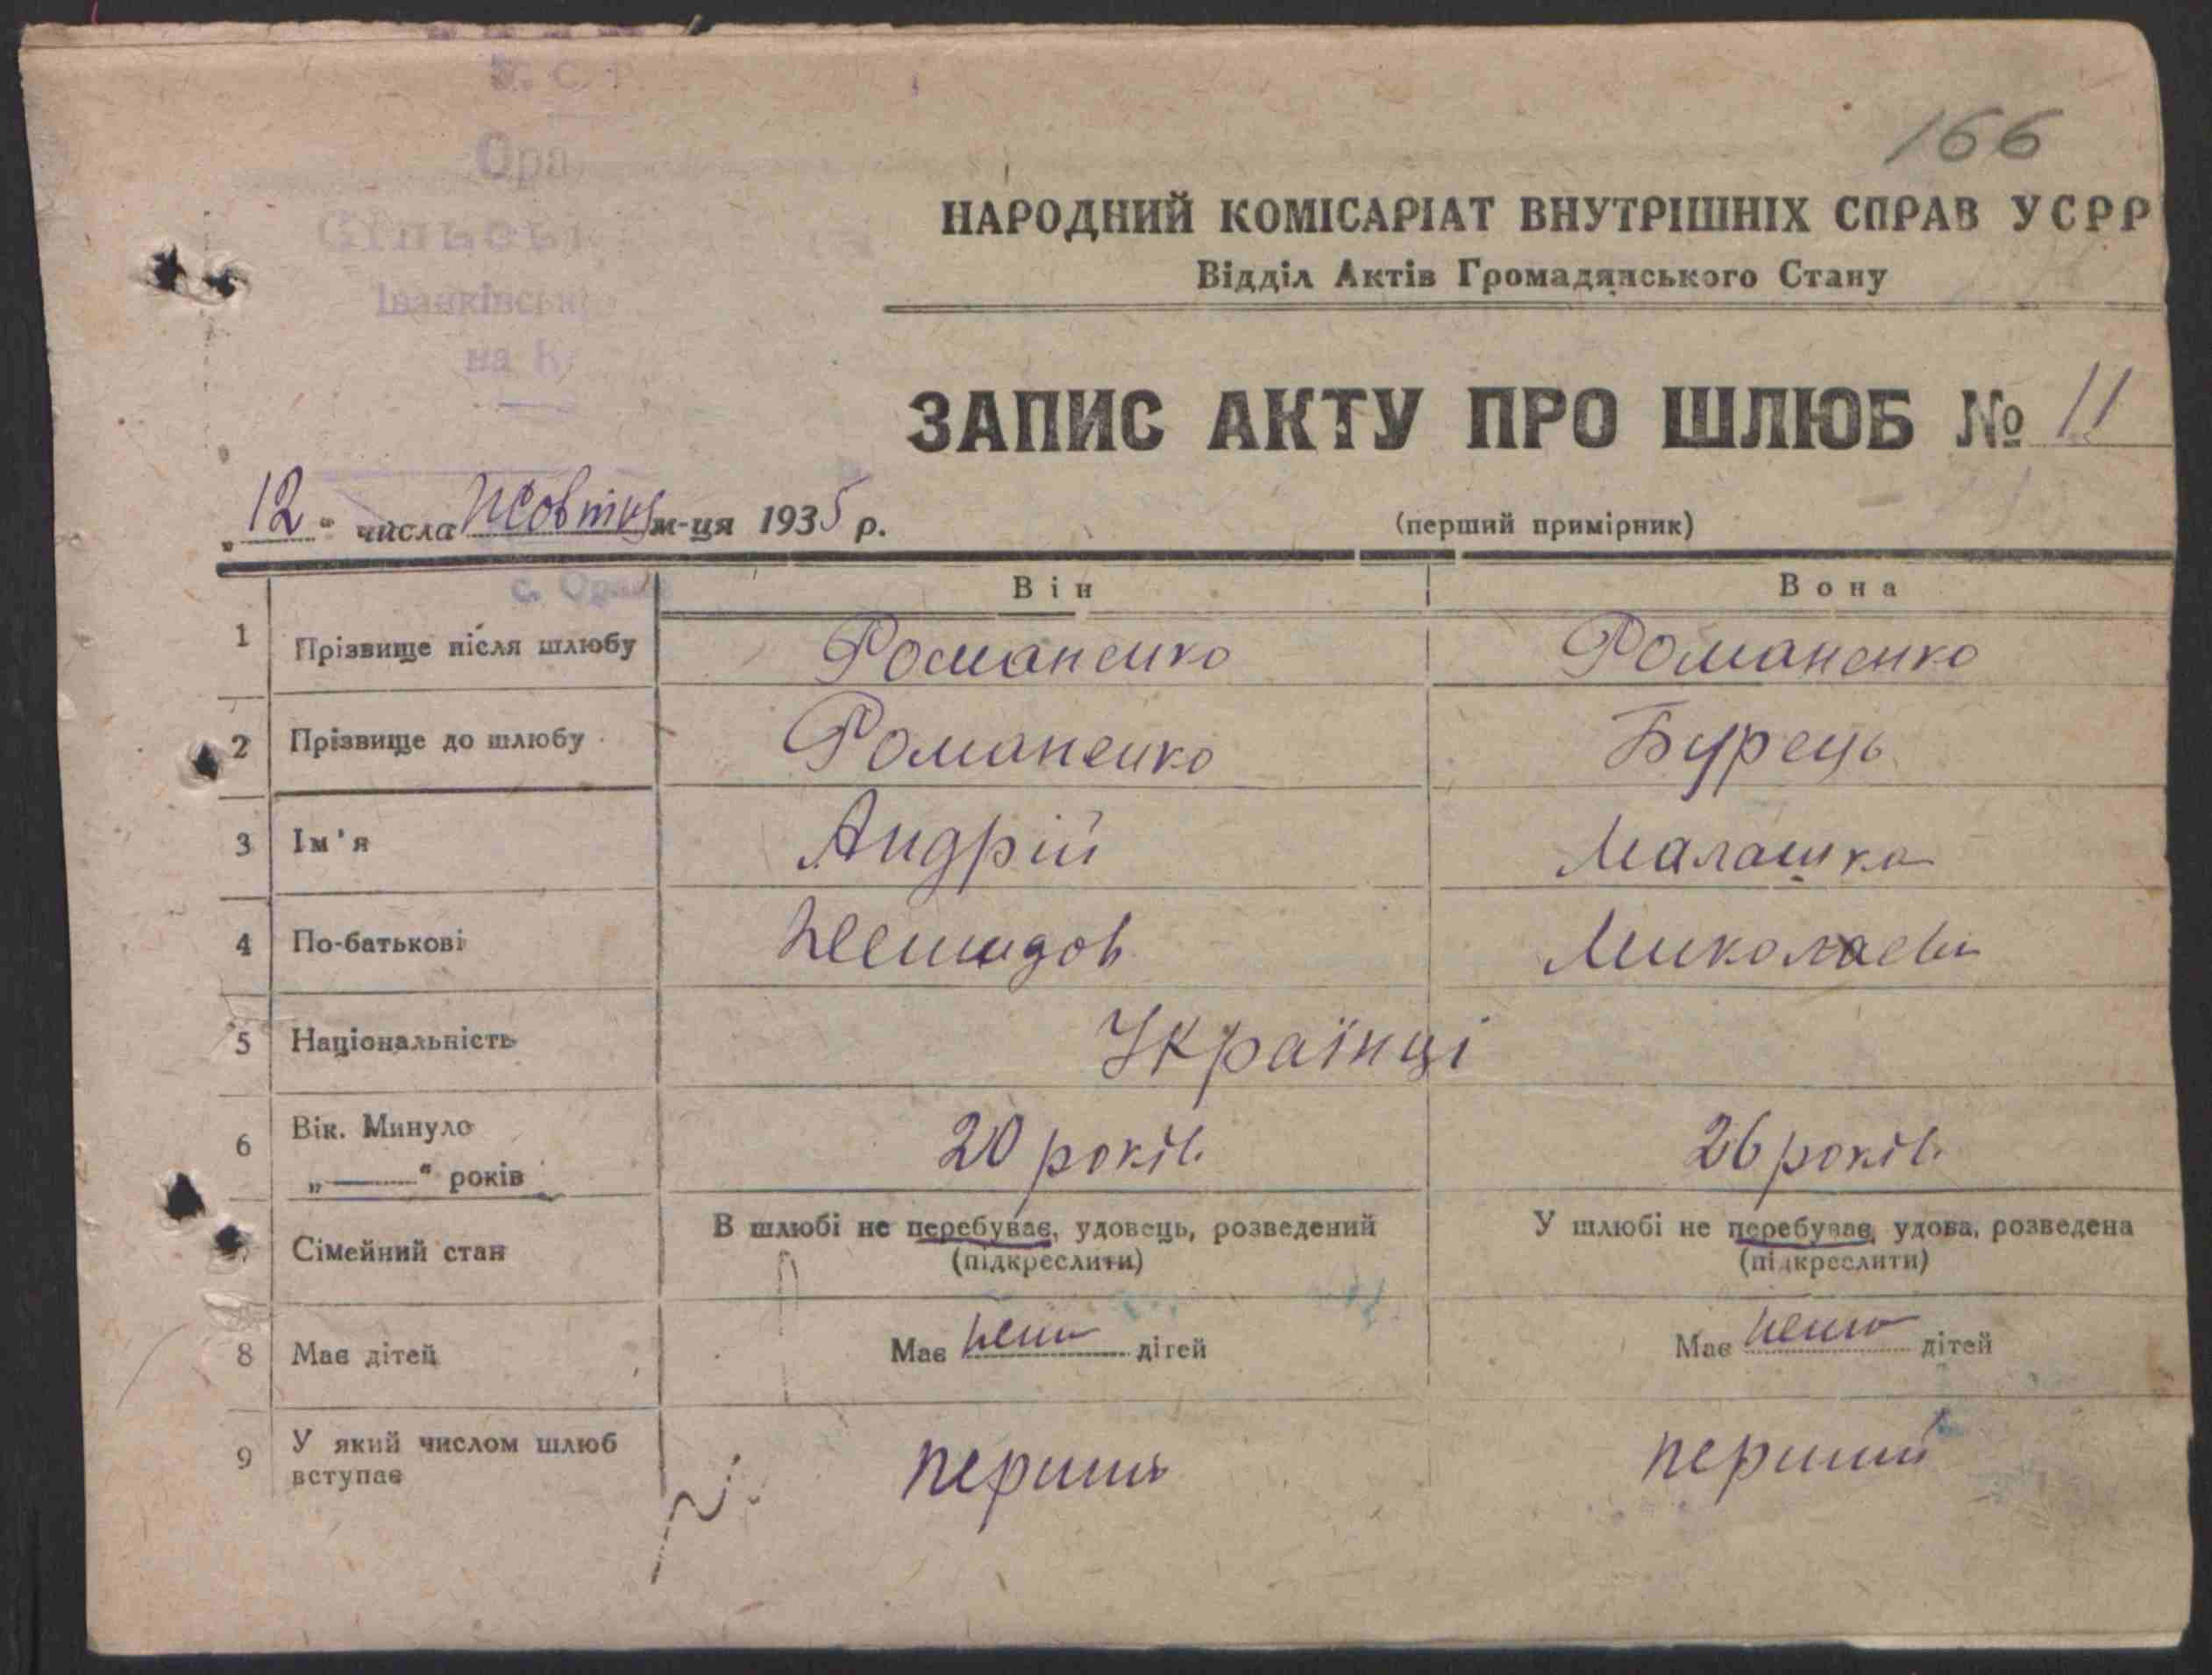 166
НАРОДНИЙ КОМІСАРІАТ ВНУТРІШНІХ СПРАВ УСРР
Відділ Актів Громадянського Стану
ЗАПИС АКТУ ПРО ШЛЮБ № 11
„12“ числа Жовтня м-ця 1935 р.
(перший примірник)
Він Вона
1 Прізвище після шлюбу Романенко Романенко
2 Прізвище до шлюбу Романенко Бурець
3 Ім'я Андрій Малашка
4 По-батькові Миколаєвн
5 Національність Українці
6 Вік. Минуло „——“ років 20 років 26 років
Сімейний стан В шлюбі не перебуває, удовець, розведений (підкреслити) У шлюбі не перебуває, удова, розведена (підкреслити)
8 Має дітей Має нема дітей Має нема дітей
9 У який числом шлюб вступає перший перший